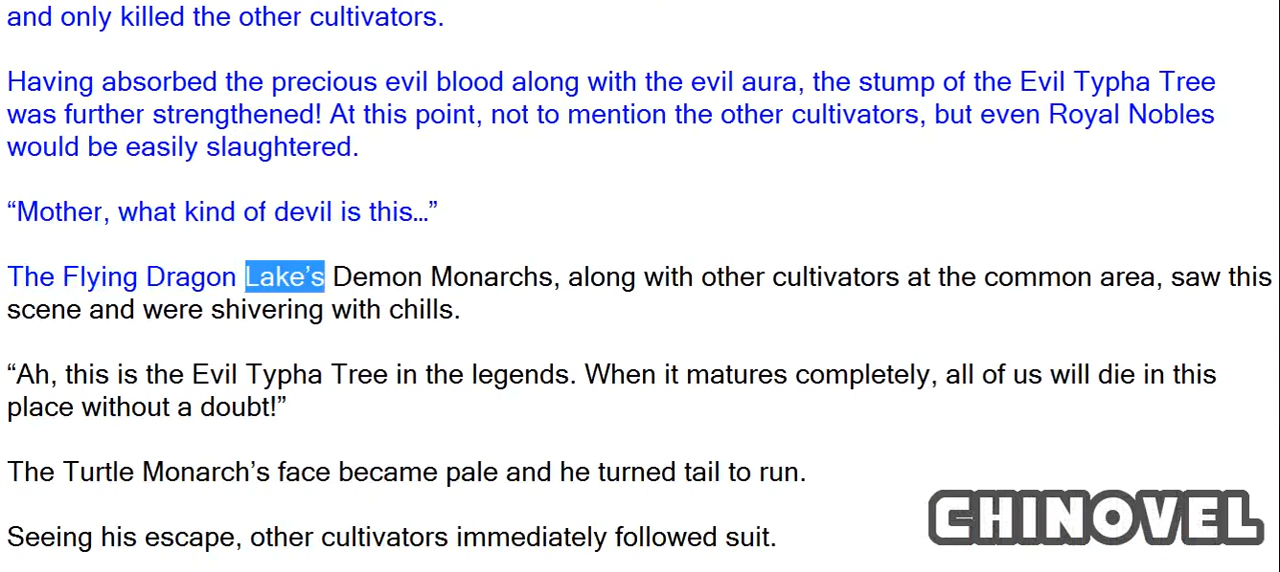 and only killed the other cultivators.
Having absorbed the precious evil blood along with the evil aura, the stump of the Evil Typha Tree
was further strengthened! At this point, not to mention the other cultivators, but even Royal Nobles
would be easily slaughtered.
“Mother, what kind of devil is this…”
The Flying Dragon Lake’s Demon Monarchs, along with other cultivators at the common area, saw this
scene and were shivering with chills.
“Ah, this is the Evil Typha Tree in the legends. When it matures completely, all of us will die in this
place without a doubt!”
The Turtle Monarch’s face became pale and he turned tail to run.
Seeing his escape, other cultivators immediately followed suit.
CHINOVEL